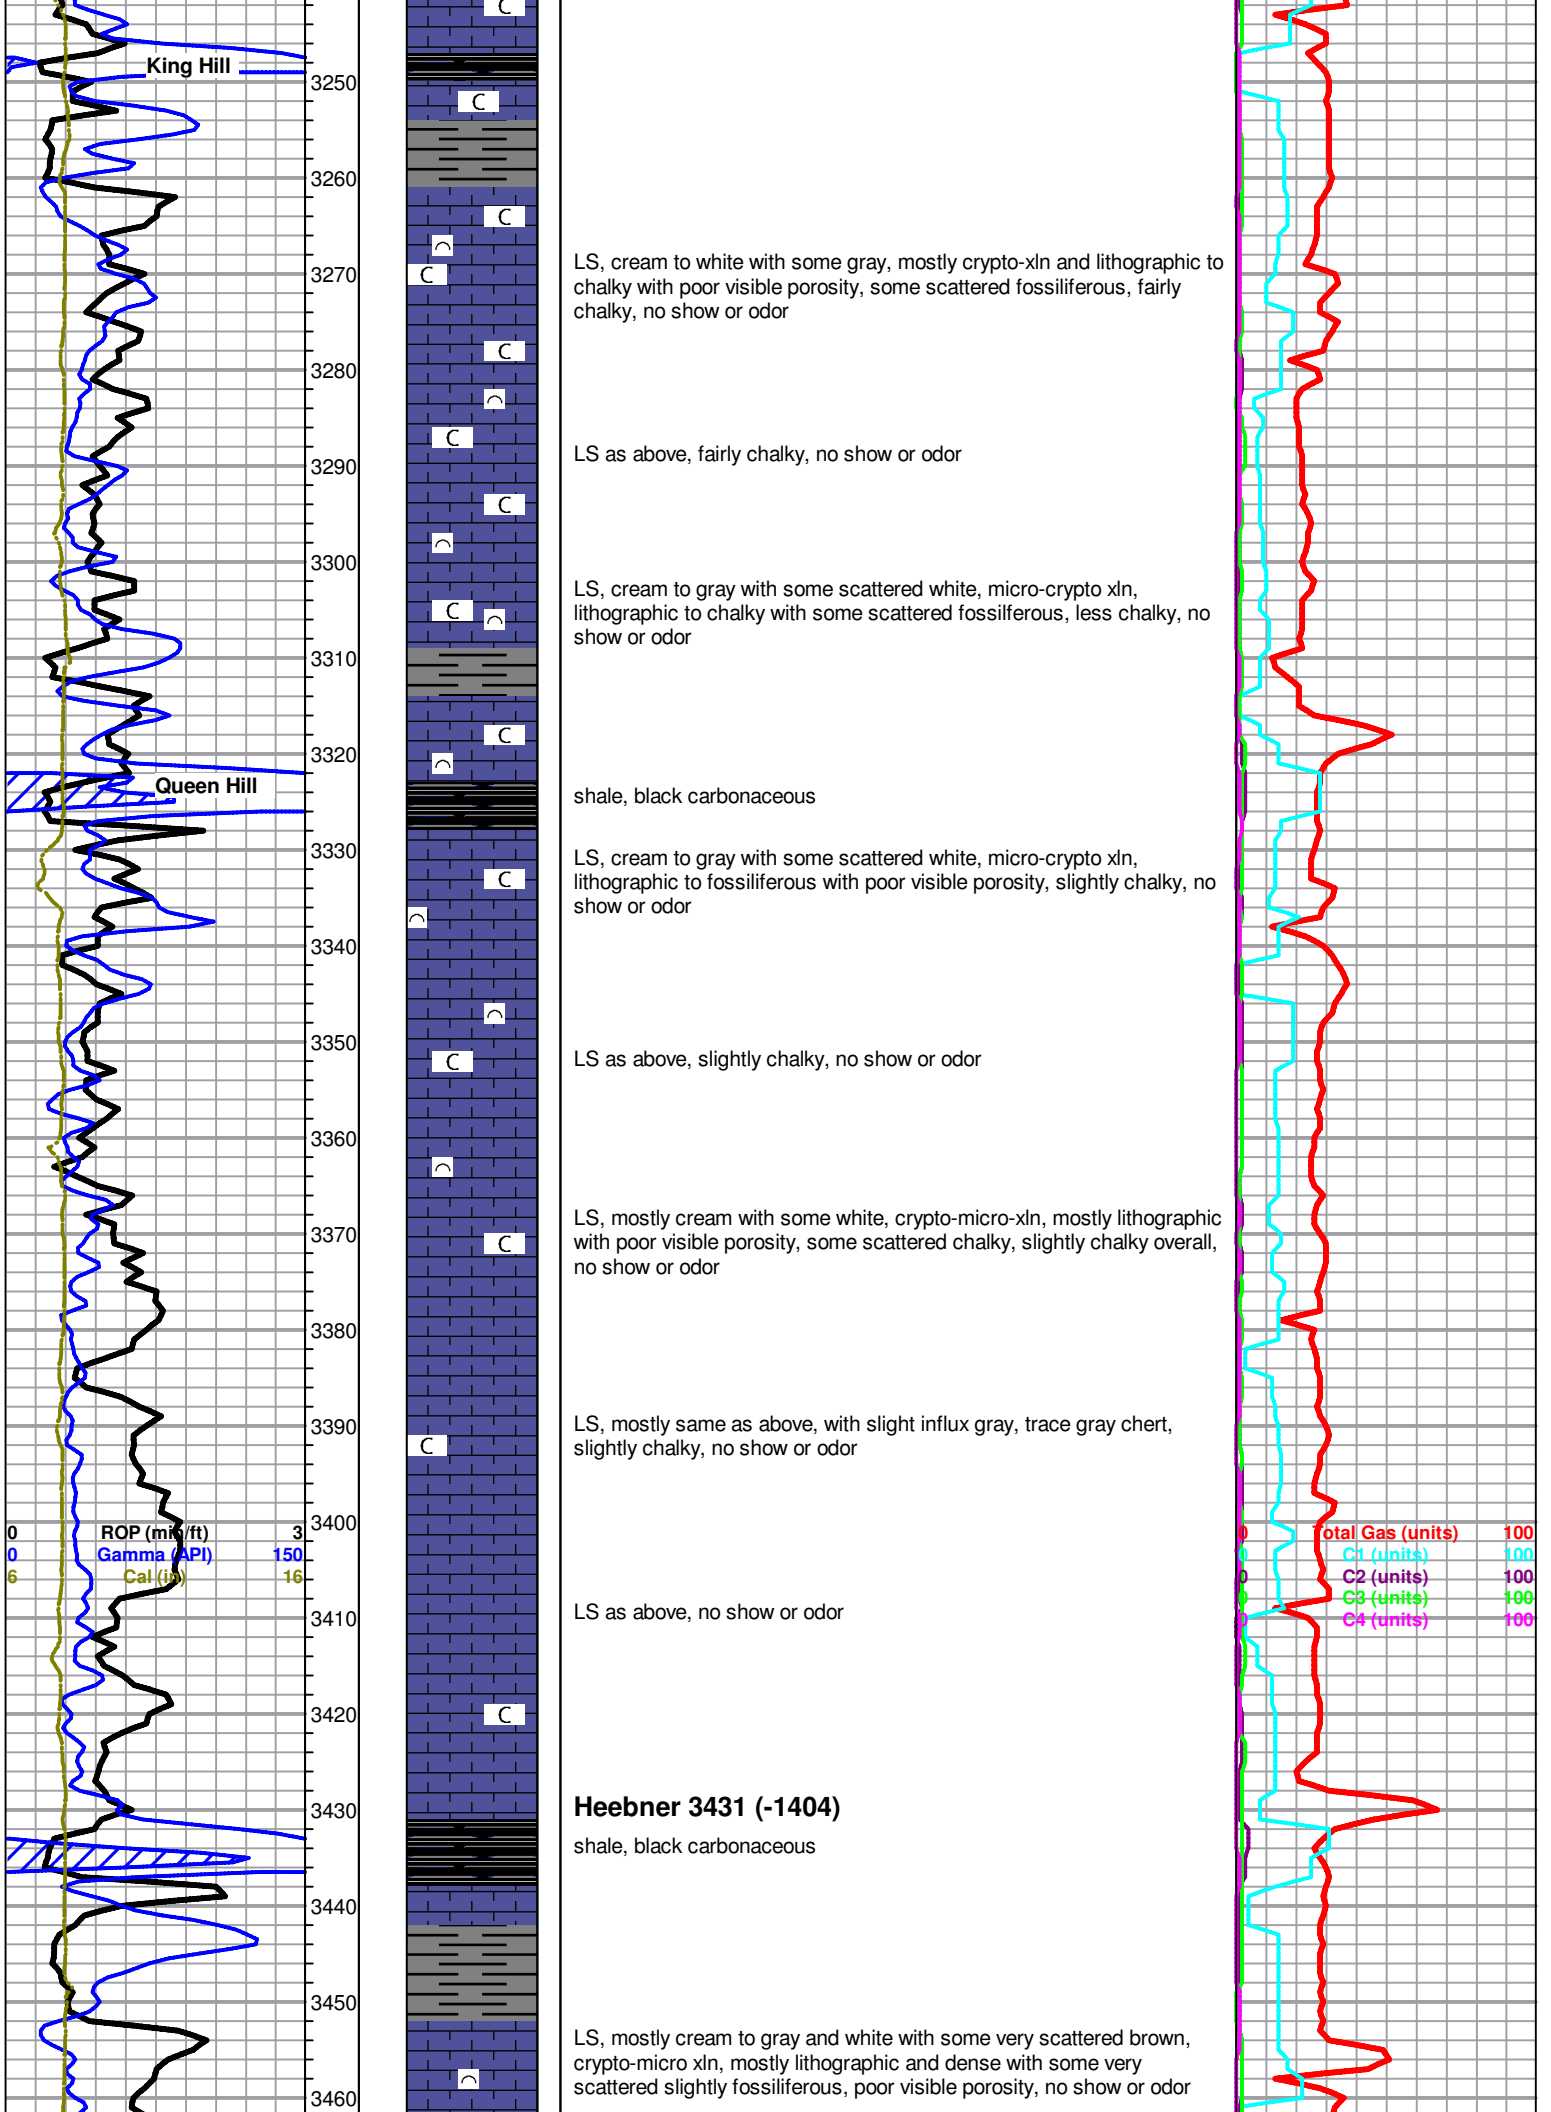 C
King Hill
3250
C
3260
C
LS, cream to white with some gray, mostly crypto-xln and lithographic to
3270
C
chalky with poor visible porosity, some scattered fossiliferous, fairly
chalky, no show or odor
C
3280
C
LS as above, fairly chalky, no show or odor
3290
C
3300
LS, cream to gray with some scattered white, micro-crypto xln,
C
lithographic to chalky with some scattered fossilferous, less chalky, no
show or odor
3310
C
3320
Queen Hill
shale, black carbonaceous
3330
LS, cream to gray with some scattered white, micro-crypto xln,
C
lithographic to fossiliferous with poor visible porosity, slightly chalky, no
show or odor
3340
3350
C
LS as above, slightly chalky, no show or odor
3360
LS, mostly cream with some white, crypto-micro-xln, mostly lithographic
3370
C
with poor visible porosity, some scattered chalky, slightly chalky overall,
no show or odor
3380
3390
LS, mostly same as above, with slight influx gray, trace gray chert,
C
slightly chalky, no show or odor
3400
0 ROP (min/ft) 3
0 Gamma (API) 150
6 Cal (in) 16
0 Total Gas (units) 100
0 C1 (units) 100
0 C2 (units) 100
0 C3 (units) 100
0 C4 (units) 100
3410
LS as above, no show or odor
3420
C
3430
Heebner 3431 (-1404)
shale, black carbonaceous
3440
3450
LS, mostly cream to gray and white with some very scattered brown,
crypto-micro xln, mostly lithographic and dense with some very
scattered slightly fossiliferous, poor visible porosity, no show or odor
3460